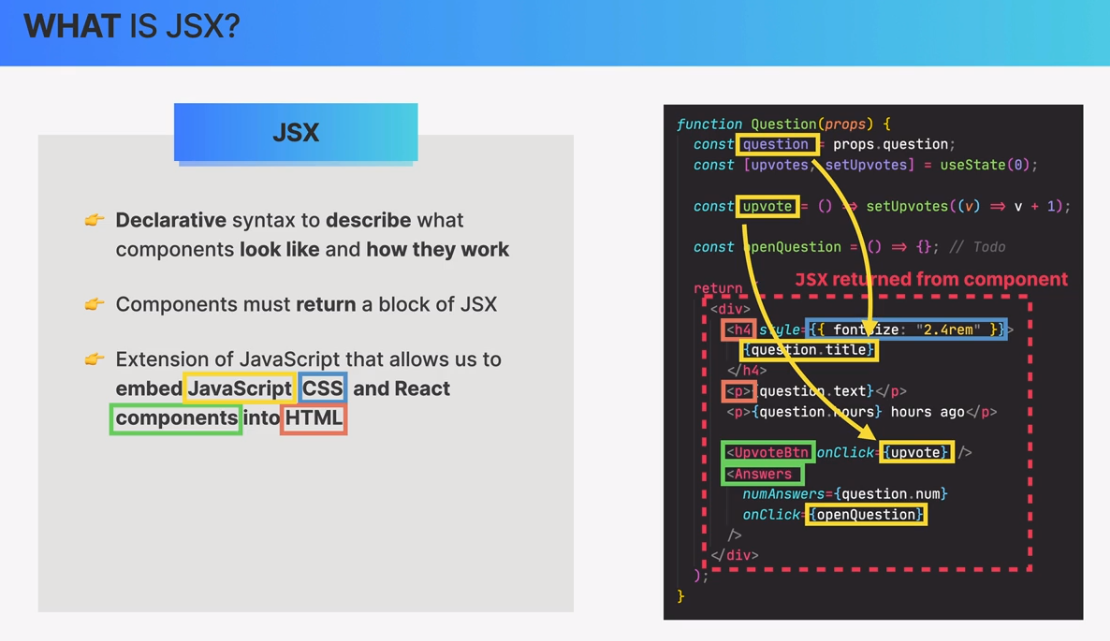 WHAT IS JSX?
JSX
👉 Declarative syntax to describe what
components look like and how they work
👉 Components must return a block of JSX
👉 Extension of JavaScript that allows us to
embed JavaScript CSS and React
components into HTML
function Question(props) {
const question = props.question;
const [upvotes, setUpvotes] = useState(0);
const upvote = () => setUpvotes((v) => v + 1);
const openQuestion = () => {}; // Todo
JSX returned from component
return
<div>
<h4 style={{ fontsize: "2.4rem" }}>
{question.title}
</h4>
<p>{question.text}</p>
<p>{question.hours} hours ago</p>
<UpvoteBtn onClick={upvote} />
<Answers
numAnswers={question.num}
onClick={openQuestion}
/>
</div>
);
}